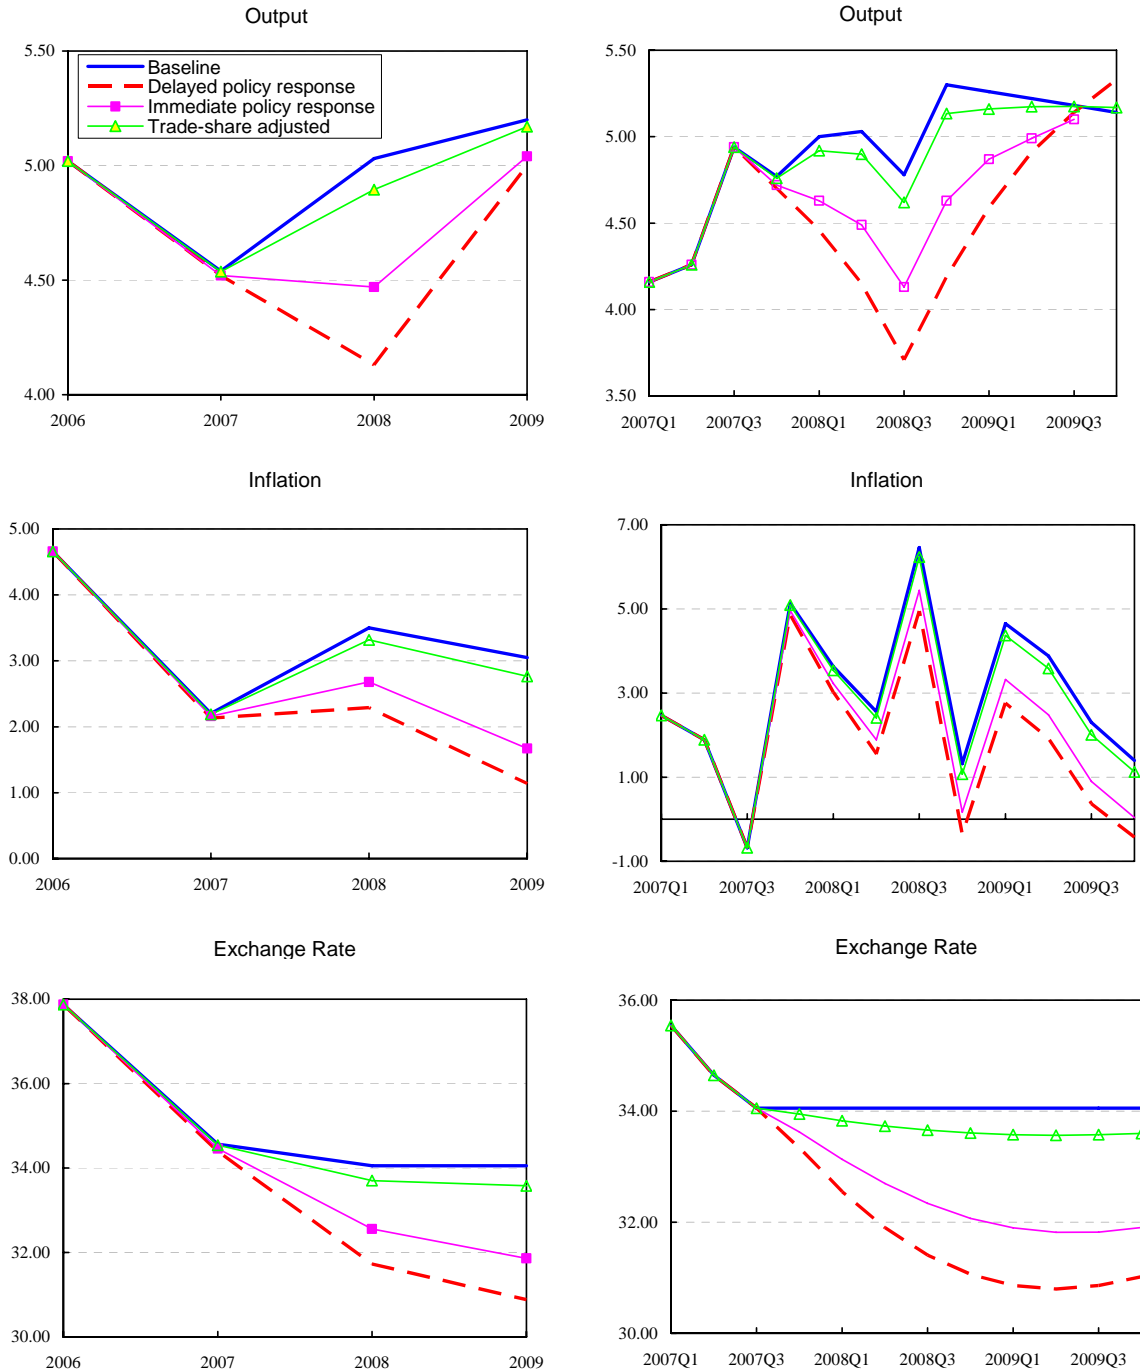 Output
5.50
5.00
4.50
4.00
2006
2007
2008
2009
Baseline
Delayed policy response
Immediate policy response
Trade-share adjusted
Output
5.50
5.00
4.50
4.00
3.50
2007Q1
2007Q3
2008Q1
2008Q3
2009Q1
2009Q3
Inflation
5.00
4.00
3.00
2.00
1.00
0.00
2006
2007
2008
2009
Inflation
7.00
5.00
3.00
1.00
-1.00
2007Q1
2007Q3
2008Q1
2008Q3
2009Q1
2009Q3
Exchange Rate
38.00
36.00
34.00
32.00
30.00
2006
2007
2008
2009
Exchange Rate
36.00
34.00
32.00
30.00
2007Q1
2007Q3
2008Q1
2008Q3
2009Q1
2009Q3